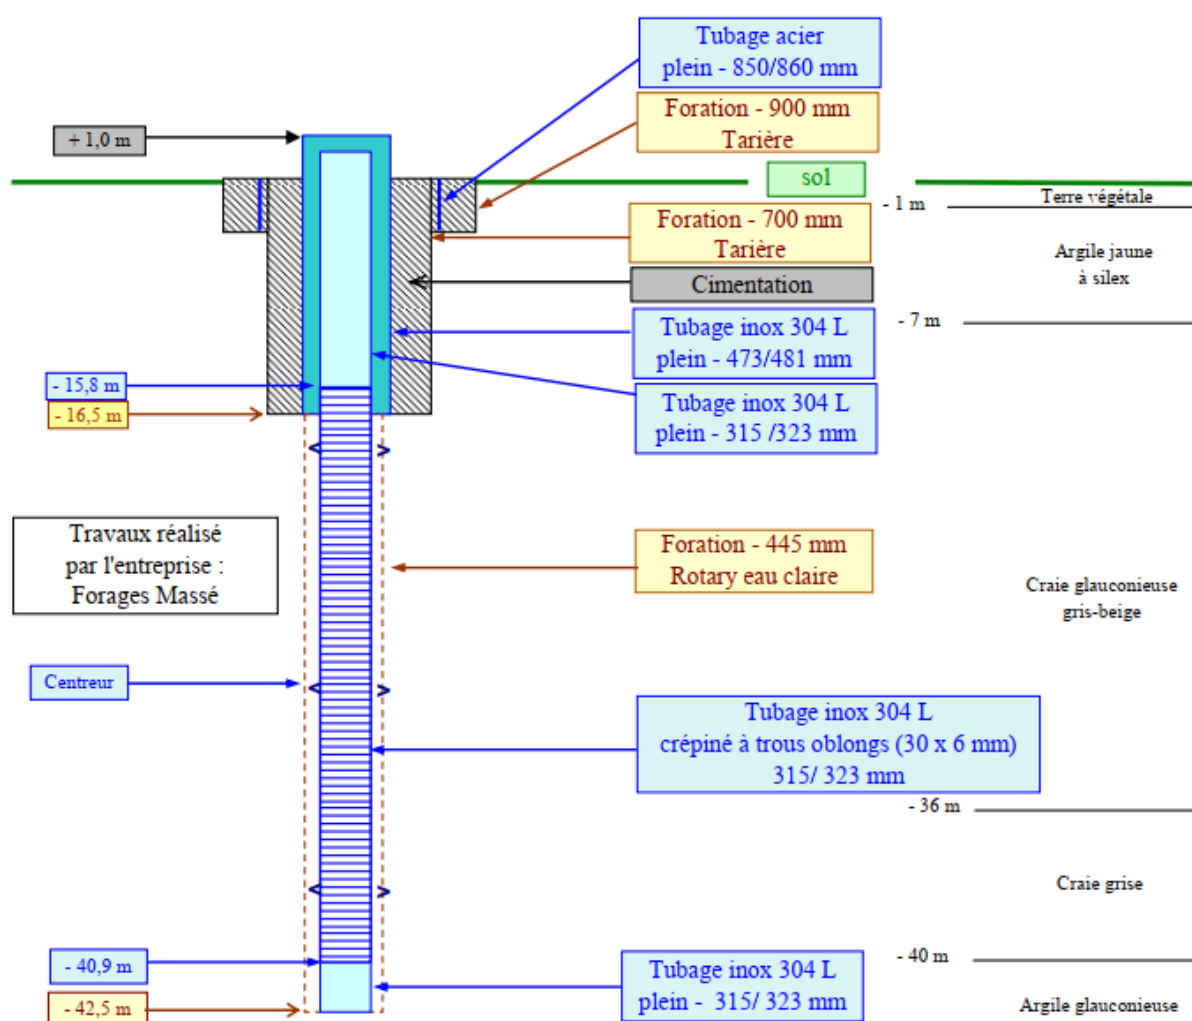 Tubage acier
plein - 850/860 mm
Foration - 900 mm
Tarière
+ 1,0 m
sol
Terre végétale
- 1 m
Foration - 700 mm
Tarière
Argile jaune
à silex
Cimentation
- 7 m
Tubage inox 304 L
plein - 473/481 mm
- 15,8 m
- 16,5 m
Tubage inox 304 L
plein - 315 /323 mm
Travaux réalisé
par l'entreprise :
Forages Massé
Foration - 445 mm
Rotary eau claire
Craie glauconieuse
gris-beige
Centreur
Tubage inox 304 L
crépiné à trous oblongs (30 x 6 mm)
315/ 323 mm
- 36 m
Craie grise
- 40,9 m
- 40 m
Tubage inox 304 L
plein -  315/ 323 mm
- 42,5 m
Argile glauconieuse